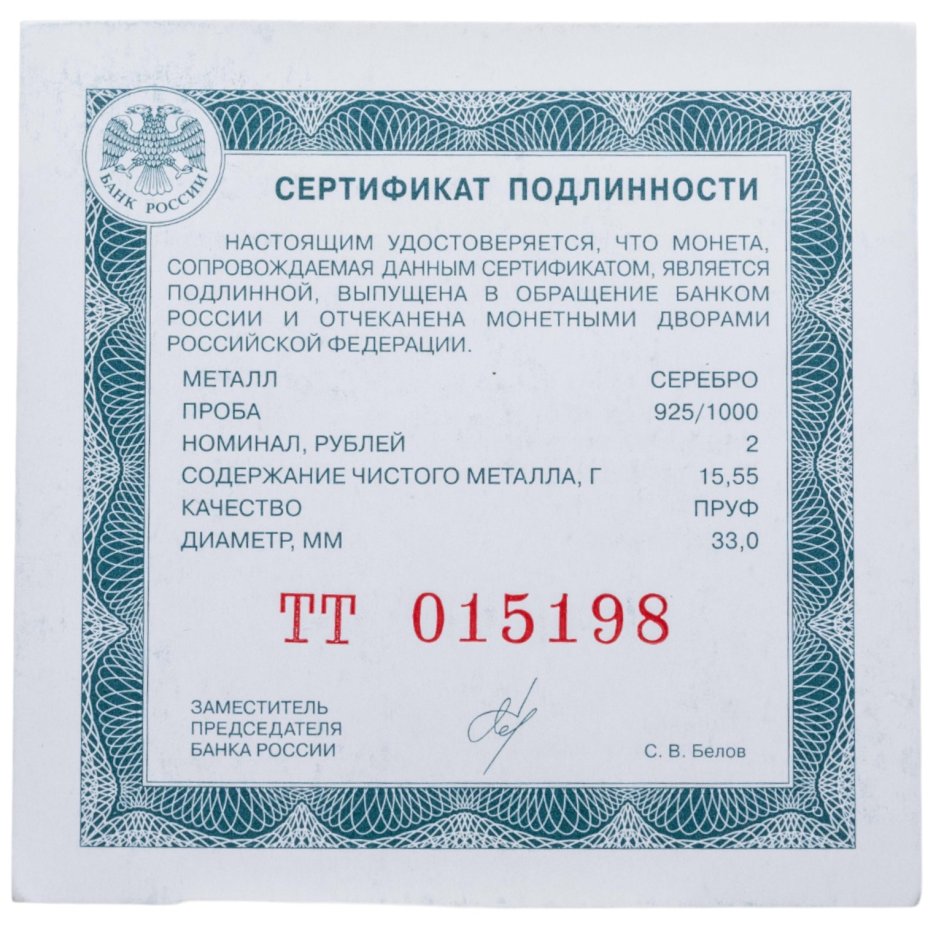 БАНК РОССИИ
СЕРТИФИКАТ ПОДЛИННОСТИ
НАСТОЯЩИМ УДОСТОВЕРЯЕТСЯ, ЧТО МОНЕТА,
СОПРОВОЖДАЕМАЯ ДАННЫМ СЕРТИФИКАТОМ, ЯВЛЯЕТСЯ
ПОДЛИННОЙ, ВЫПУЩЕНА В ОБРАЩЕНИЕ БАНКОМ
РОССИИ И ОТЧЕКАНЕНА МОНЕТНЫМИ ДВОРАМИ
РОССИЙСКОЙ ФЕДЕРАЦИИ.
МЕТАЛЛ СЕРЕБРО
ПРОБА 925/1000
НОМИНАЛ, РУБЛЕЙ 2
СОДЕРЖАНИЕ ЧИСТОГО МЕТАЛЛА, Г 15,55
КАЧЕСТВО ПРУФ
ДИАМЕТР, ММ 33,0
ТТ 015198
ЗАМЕСТИТЕЛЬ
ПРЕДСЕДАТЕЛЯ
БАНКА РОССИИ С. В. Белов